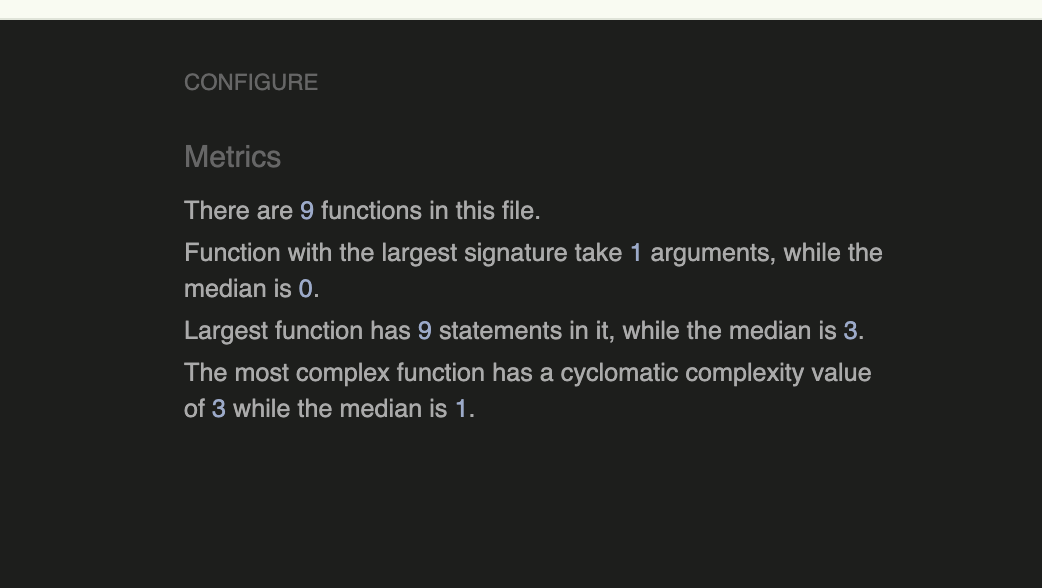 CONFIGURE
Metrics
There are 9 functions in this file.
Function with the largest signature take 1 arguments, while the
median is 0.
Largest function has 9 statements in it, while the median is 3.
The most complex function has a cyclomatic complexity value
of 3 while the median is 1.